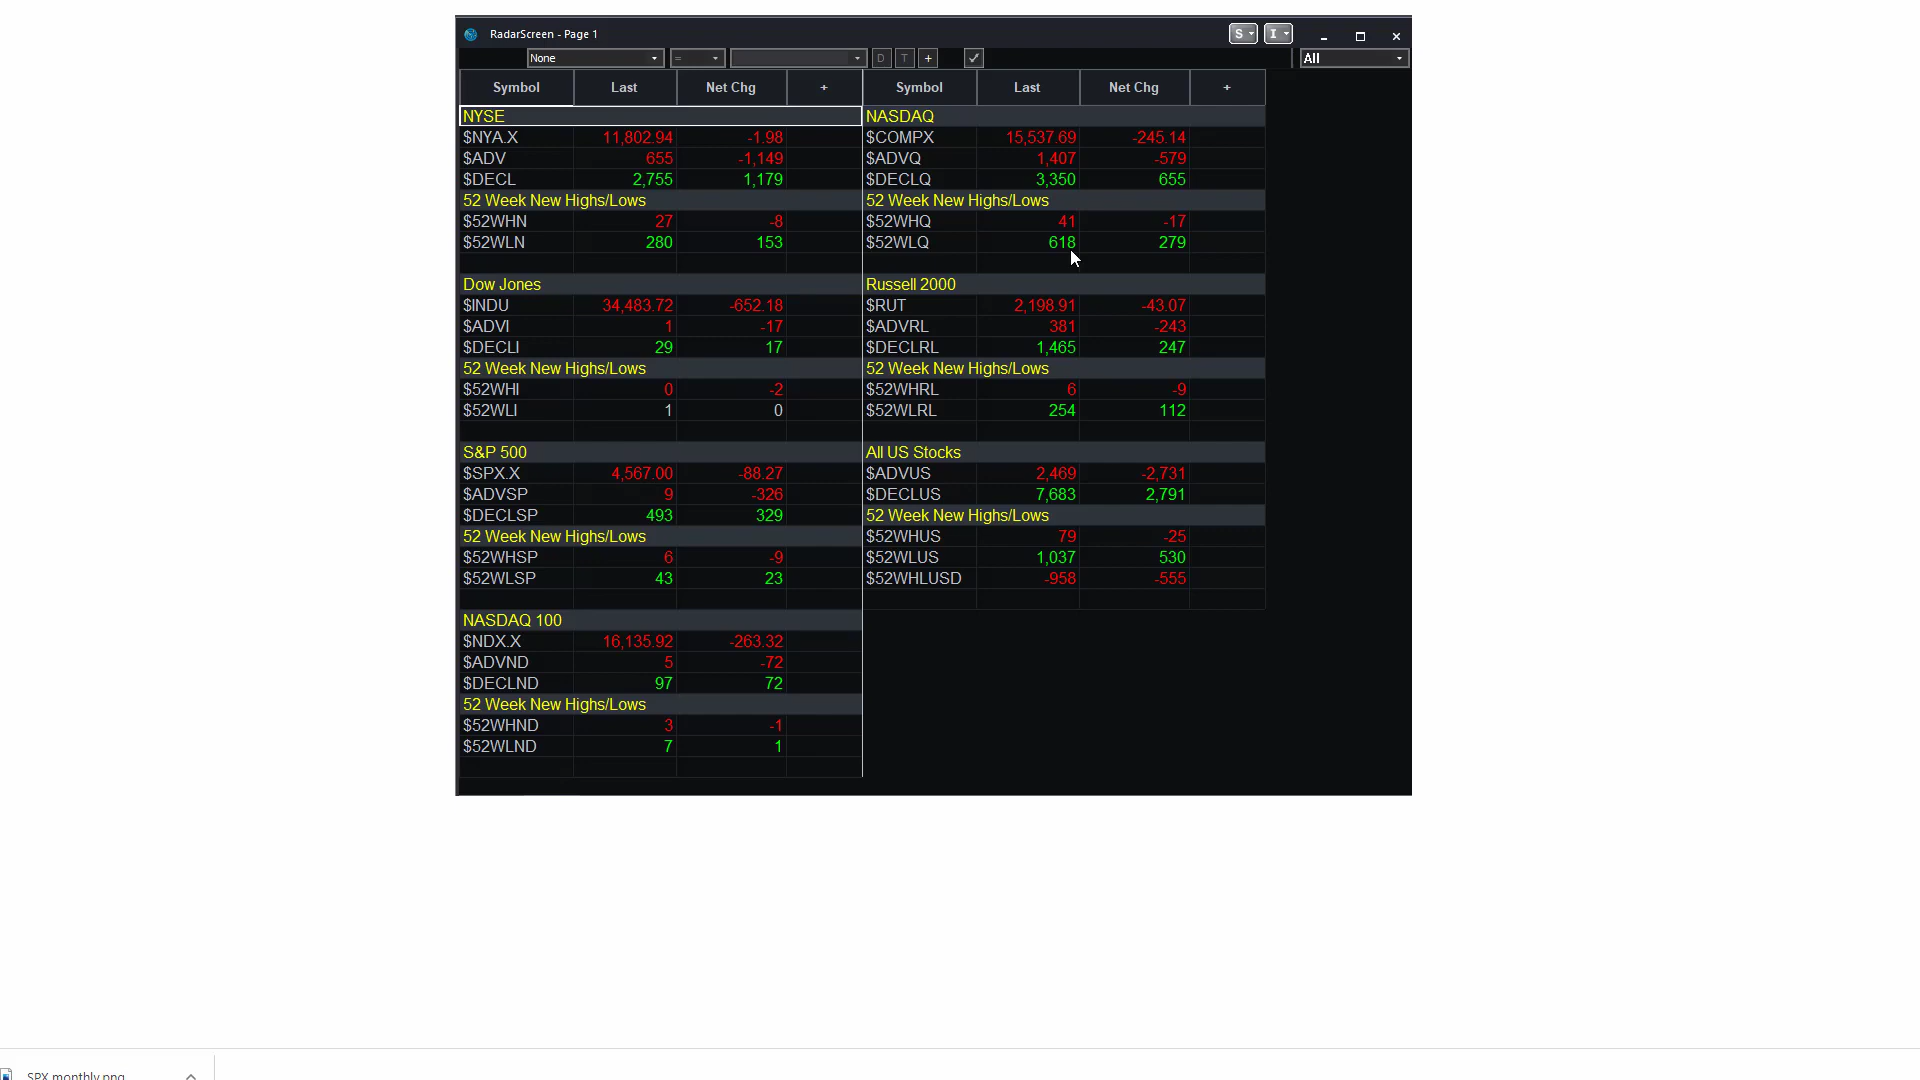 RadarScreen - Page 1
S I
None = D T + All
Symbol Last Net Chg + Symbol Last Net Chg +
NYSE NASDAQ
$NYA.X 11,802.94 -1.98 $COMPX 15,537.69 -245.14
$ADV 655 -1,149 $ADVQ 1,407 -579
$DECL 2,755 1,179 $DECLQ 3,350 655
52 Week New Highs/Lows 52 Week New Highs/Lows
$52WHN 27 -8 $52WHQ 41 -17
$52WLN 280 153 $52WLQ 618 279
Dow Jones Russell 2000
$INDU 34,483.72 -652.18 $RUT 2,198.91 -43.07
$ADVI 1 -17 $ADVRL 381 -243
$DECLI 29 17 $DECLRL 1,465 247
52 Week New Highs/Lows 52 Week New Highs/Lows
$52WHI 0 -2 $52WHRL 6 -9
$52WLI 1 0 $52WLRL 254 112
S&P 500 All US Stocks
$SPX.X 4,567.00 -88.27 $ADVUS 2,469 -2,731
$ADVSP 9 -326 $DECLUS 7,683 2,791
$DECLSP 493 329 52 Week New Highs/Lows
52 Week New Highs/Lows $52WHUS 79 -25
$52WHSP 6 -9 $52WLUS 1,037 530
$52WLSP 43 23 $52WHLUSD -958 -555
NASDAQ 100
$NDX.X 16,135.92 -263.32
$ADVND 5 -72
$DECLND 97 72
52 Week New Highs/Lows
$52WHND 3 -1
$52WLND 7 1
SPX monthly.png